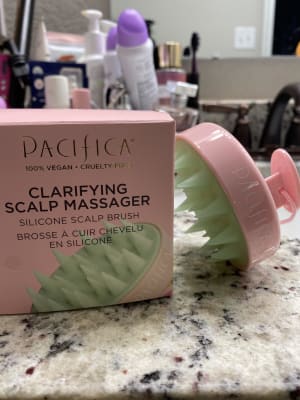 PACIFICA®
100% VEGAN • CRUELTY-FREE
CLARIFYING
SCALP MASSAGER
SILICONE SCALP BRUSH
BROSSE À CUIR CHEVELU
EN SILICONE